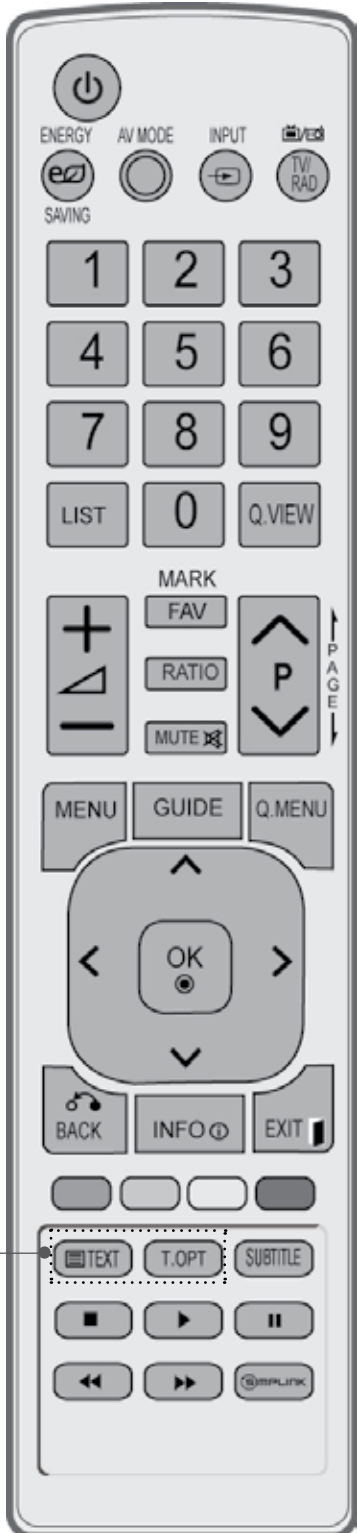 ENERGY AV MODE INPUT
TV/
RAD
SAVING
1 2 3
4 5 6
7 8 9
LIST 0 Q.VIEW
MARK
FAV
RATIO
P
PAGE
MUTE
MENU GUIDE Q.MENU
OK
BACK INFO EXIT
TEXT T.OPT SUBTITLE
SIMPLINK